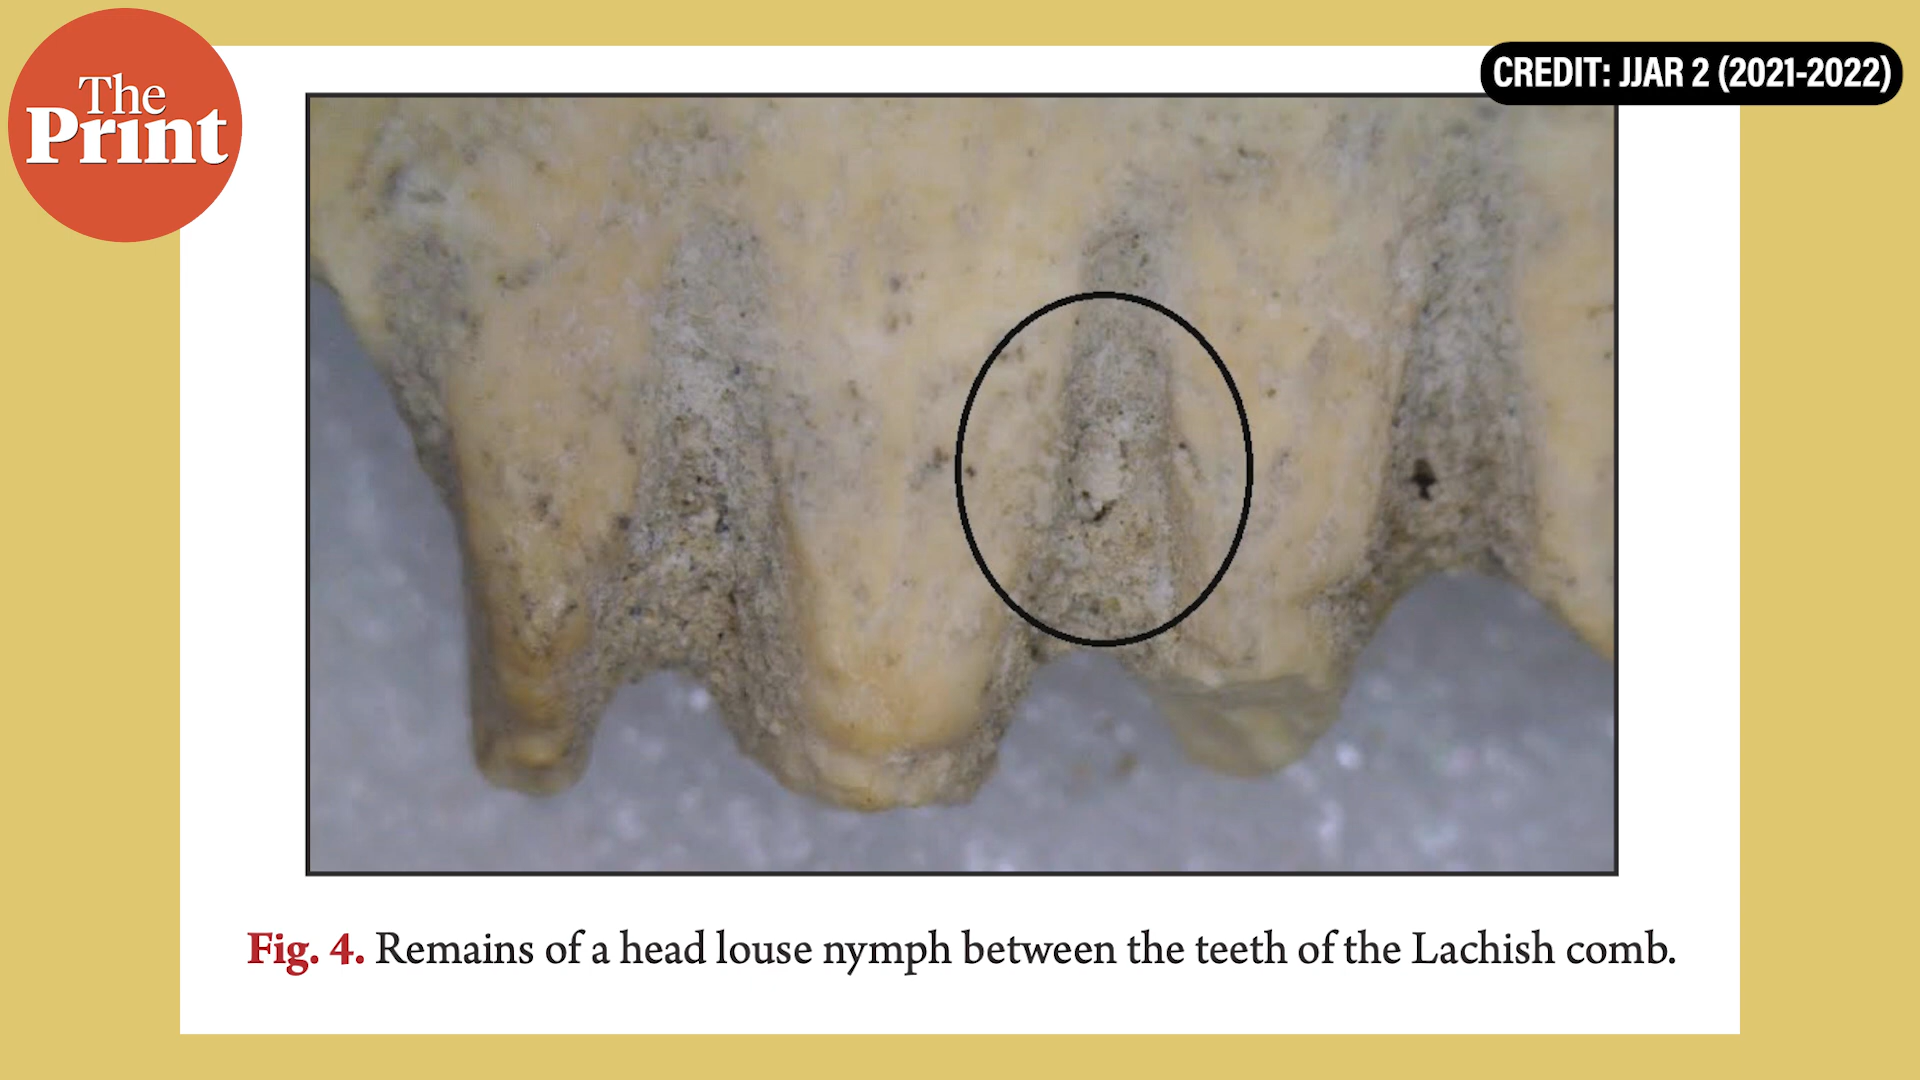 The
Print
CREDIT: JJAR 2 (2021-2022)
Fig. 4. Remains of a head louse nymph between the teeth of the Lachish comb.